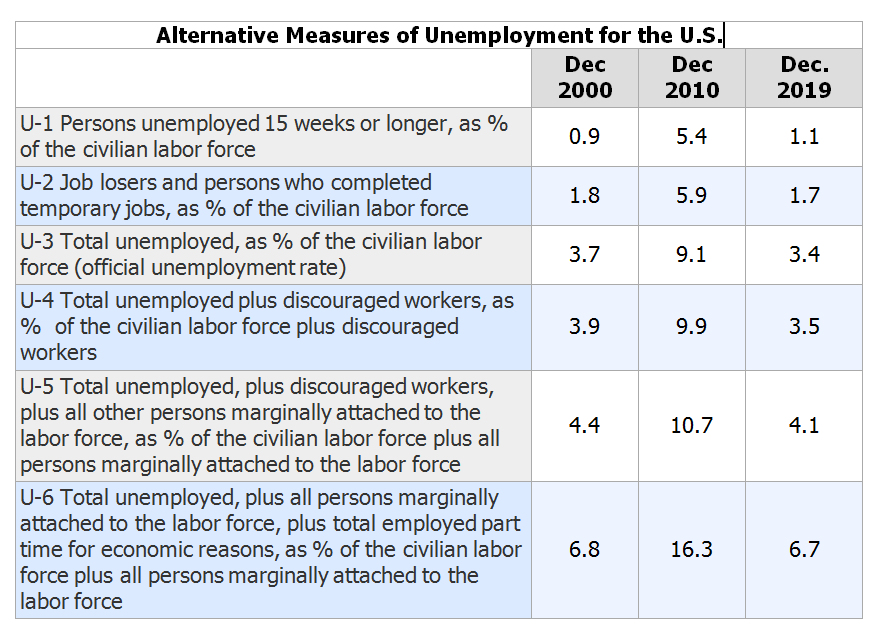 Alternative Measures of Unemployment for the U.S.
Dec
2000
Dec
2010
Dec.
2019
U-1 Persons unemployed 15 weeks or longer, as %
of the civilian labor force
0.9
5.4
1.1
U-2 Job losers and persons who completed
temporary jobs, as % of the civilian labor force
1.8
5.9
1.7
U-3 Total unemployed, as % of the civilian labor
force (official unemployment rate)
3.7
9.1
3.4
U-4 Total unemployed plus discouraged workers, as
%  of the civilian labor force plus discouraged
workers
3.9
9.9
3.5
U-5 Total unemployed, plus discouraged workers,
plus all other persons marginally attached to the
labor force, as % of the civilian labor force plus all
persons marginally attached to the labor force
4.4
10.7
4.1
U-6 Total unemployed, plus all persons marginally
attached to the labor force, plus total employed part
time for economic reasons, as % of the civilian labor
force plus all persons marginally attached to the
labor force
6.8
16.3
6.7